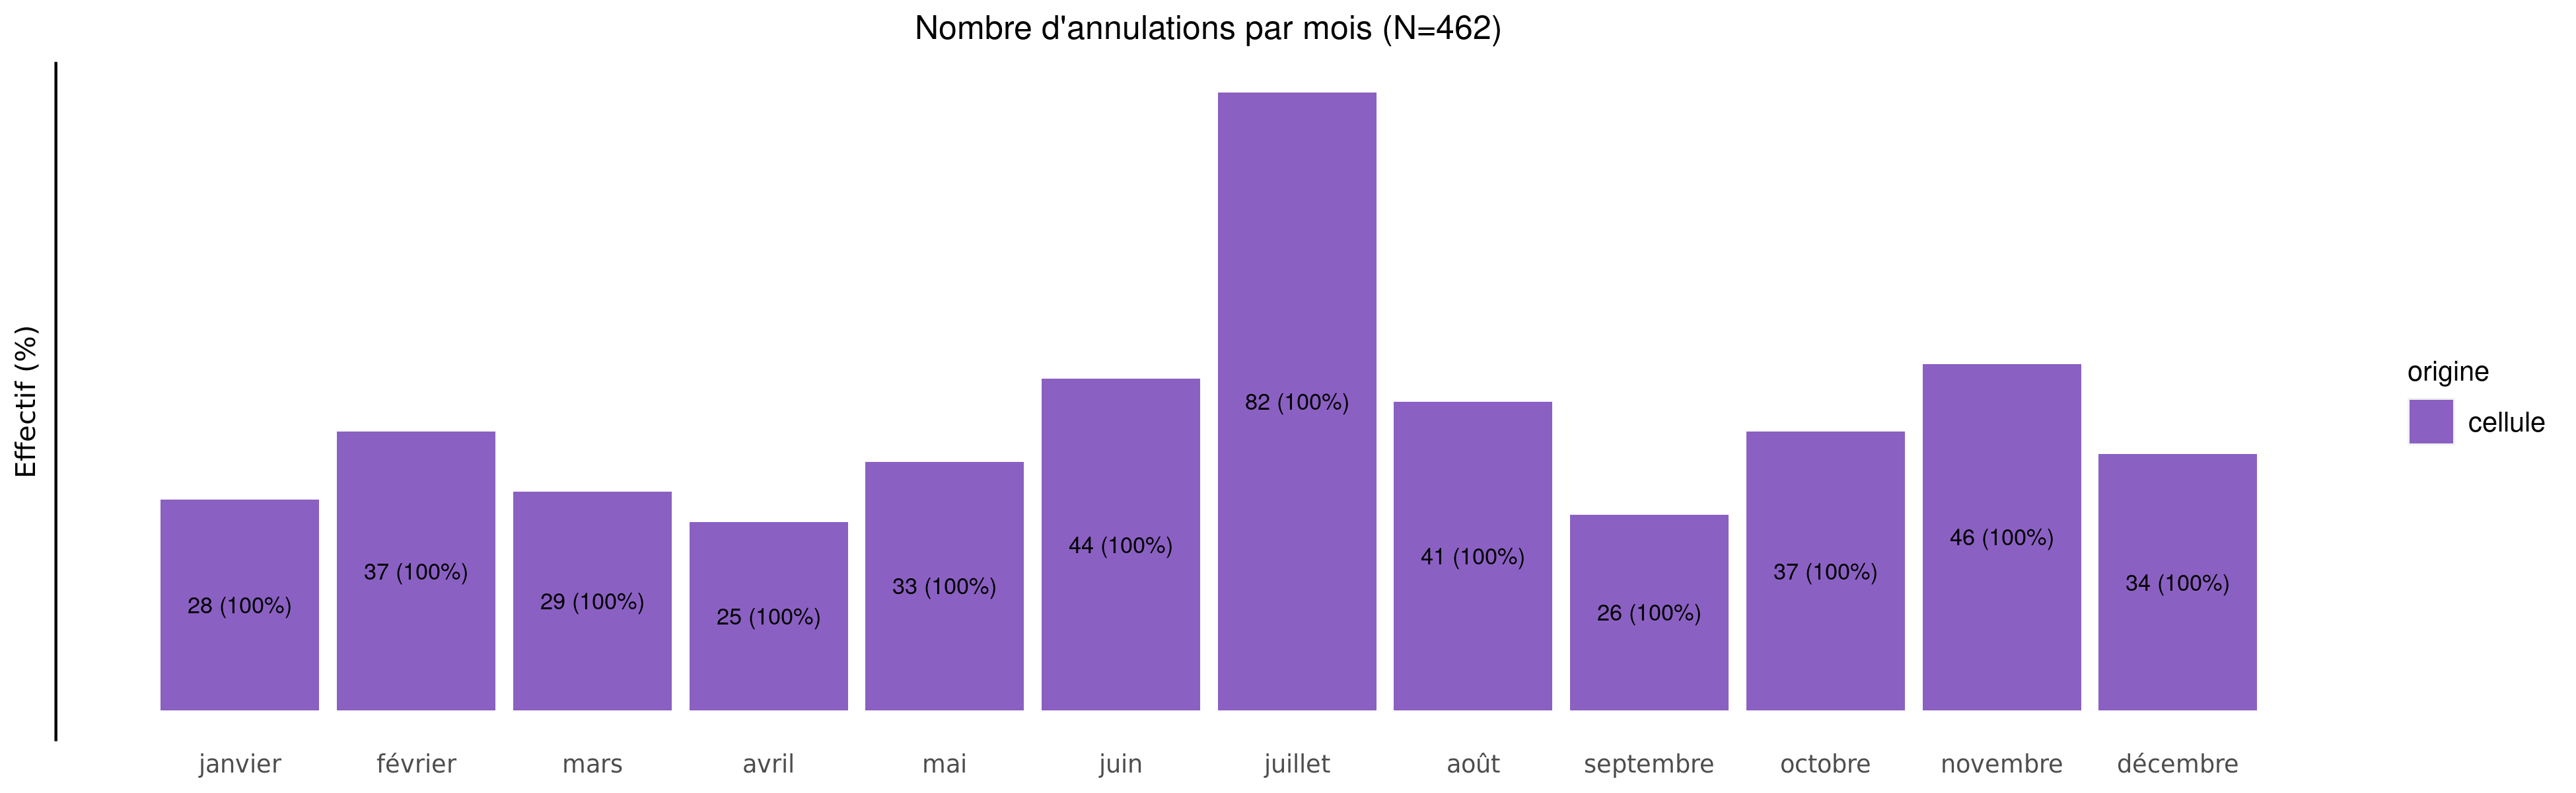 Nombre d'annulations par mois (N=462)
Effectif (%)
28 (100%)
37 (100%)
29 (100%)
25 (100%)
33 (100%)
44 (100%)
82 (100%)
41 (100%)
26 (100%)
37 (100%)
46 (100%)
34 (100%)
janvier février mars avril mai juin juillet août septembre octobre novembre décembre
origine
cellule